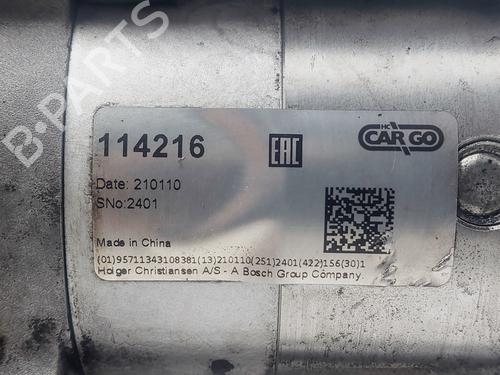 B-PARTS
114216
EAC
HC
CARGO
Date: 210110
SNo:2401
Made in China
(01)95711343108381(13)210110(251)2401(422)156(30)1
Holger Christiansen A/S - A Bosch Group Company.